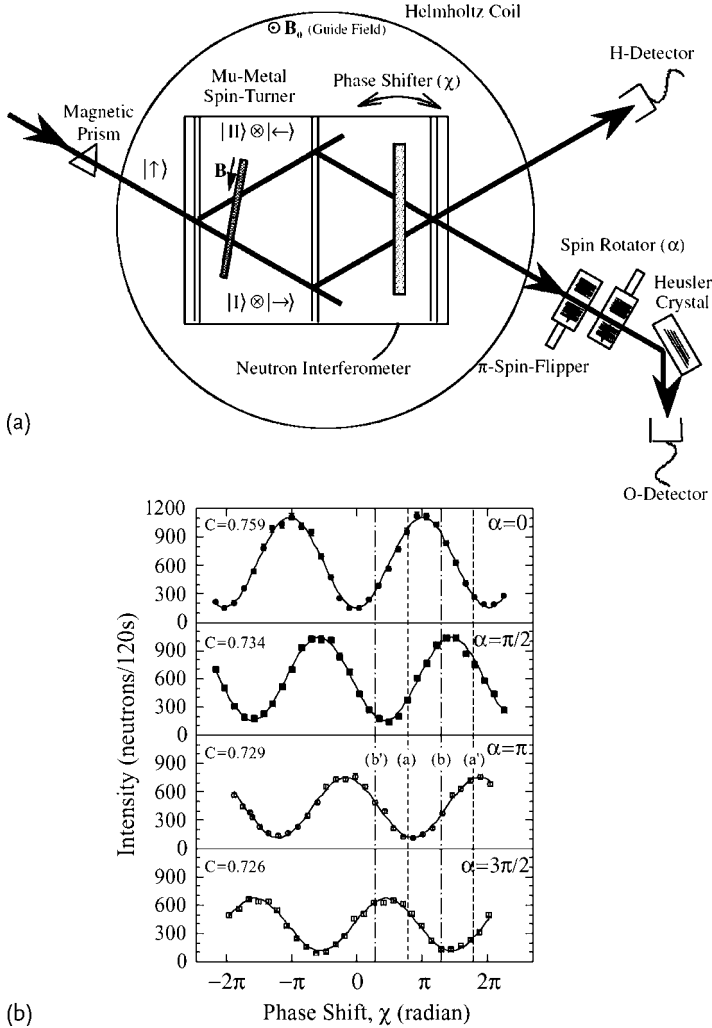 Helmholtz Coil
⊙ B₀ (Guide Field)
H-Detector
Mu-Metal
Spin-Turner
Phase Shifter (χ)
Magnetic
Prism
|II⟩⊗|←⟩
|↑⟩
B
|I⟩⊗|→⟩
Spin Rotator (α)
Heusler
Crystal
Neutron Interferometer
π-Spin-Flipper
(a)
O-Detector
1200
900
600
300
0
C=0.759
α=0
900
600
300
0
C=0.734
α=π/2
900
600
300
0
C=0.729
α=π
(b') (a) (b) (a')
900
600
300
0
C=0.726
α=3π/2
Intensity (neutrons/120s)
−2π −π 0 π 2π
Phase Shift, χ (radian)
(b)